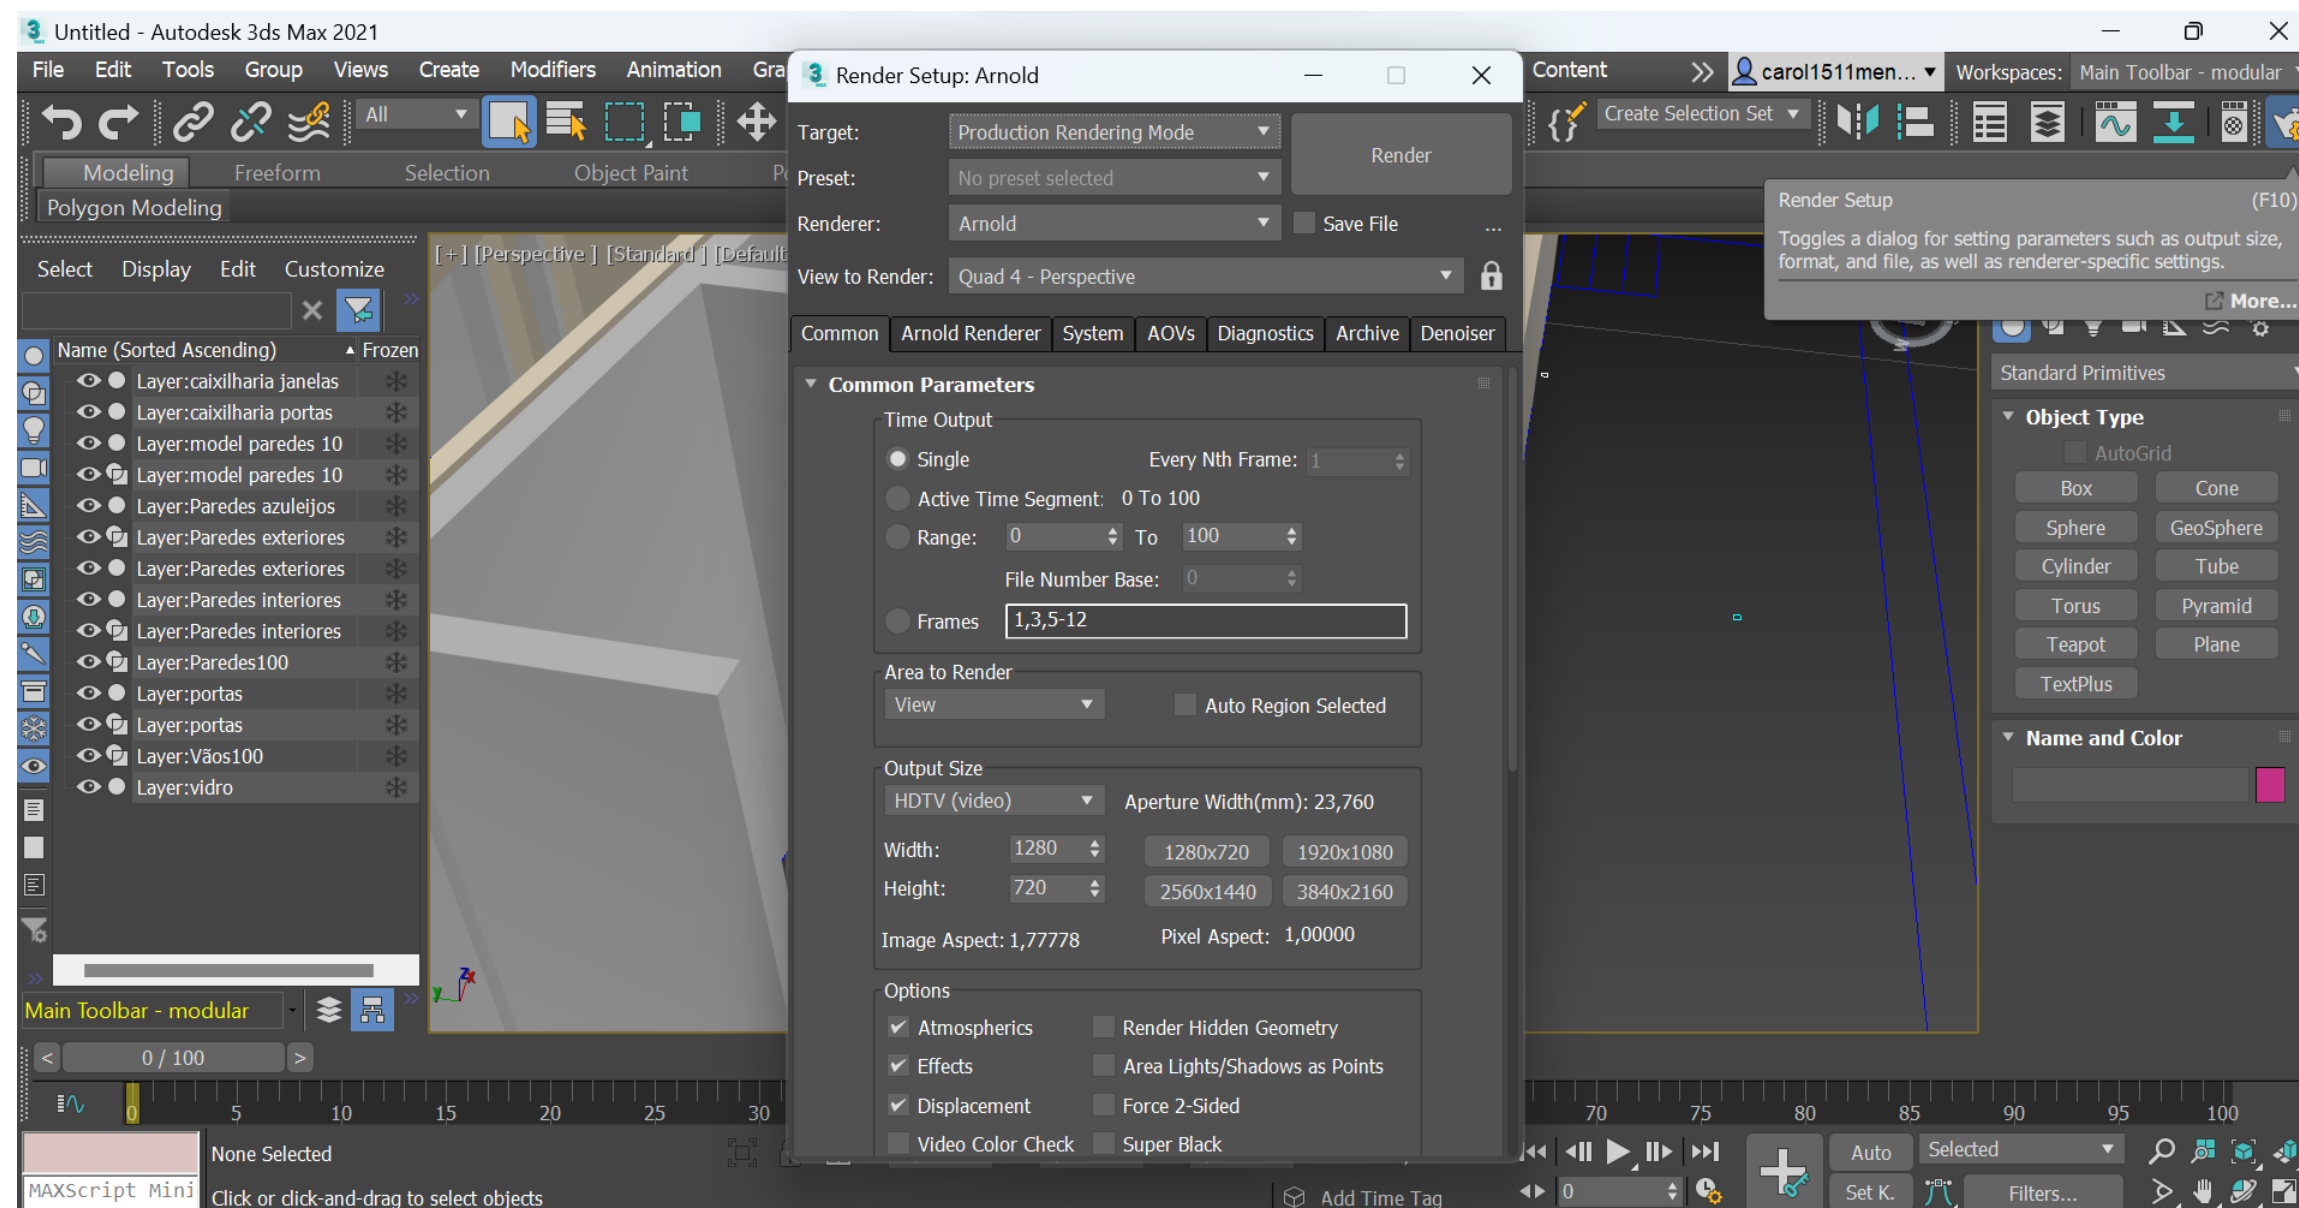 Untitled - Autodesk 3ds Max 2021
File Edit Tools Group Views Create Modifiers Animation Gra
Content
carol1511men...
Workspaces: Main Toolbar - modular
All
Create Selection Set
Modeling Freeform Selection Object Paint
Polygon Modeling
Select Display Edit Customize
Name (Sorted Ascending) Frozen
Layer:caixilharia janelas
Layer:caixilharia portas
Layer:model paredes 10
Layer:model paredes 10
Layer:Paredes azuleijos
Layer:Paredes exteriores
Layer:Paredes exteriores
Layer:Paredes interiores
Layer:Paredes interiores
Layer:Paredes100
Layer:portas
Layer:portas
Layer:Vãos100
Layer:vidro
Main Toolbar - modular
[+] [Perspective ] [Standard ] [Default
Render Setup: Arnold
Target: Production Rendering Mode
Render
Preset: No preset selected
Renderer: Arnold
Save File ...
View to Render: Quad 4 - Perspective
Common Arnold Renderer System AOVs Diagnostics Archive Denoiser
Common Parameters
Time Output
Single Every Nth Frame: 1
Active Time Segment: 0 To 100
Range: 0 To 100
File Number Base: 0
Frames 1,3,5-12
Area to Render
View Auto Region Selected
Output Size
HDTV (video) Aperture Width(mm): 23,760
Width: 1280 1280x720 1920x1080
Height: 720 2560x1440 3840x2160
Image Aspect: 1,77778 Pixel Aspect: 1,00000
Options
Atmospherics Render Hidden Geometry
Effects Area Lights/Shadows as Points
Displacement Force 2-Sided
Video Color Check Super Black
Render Setup (F10)
Toggles a dialog for setting parameters such as output size,
format, and file, as well as renderer-specific settings.
More...
Standard Primitives
Object Type
AutoGrid
Box Cone
Sphere GeoSphere
Cylinder Tube
Torus Pyramid
Teapot Plane
TextPlus
Name and Color
z x
y
< 0 / 100 >
0 5 10 15 20 25 30 70 75 80 85 90 95 100
None Selected
MAXScript Mini
Click or click-and-drag to select objects
Add Time Tag
0
Auto Selected
Set K. Filters...